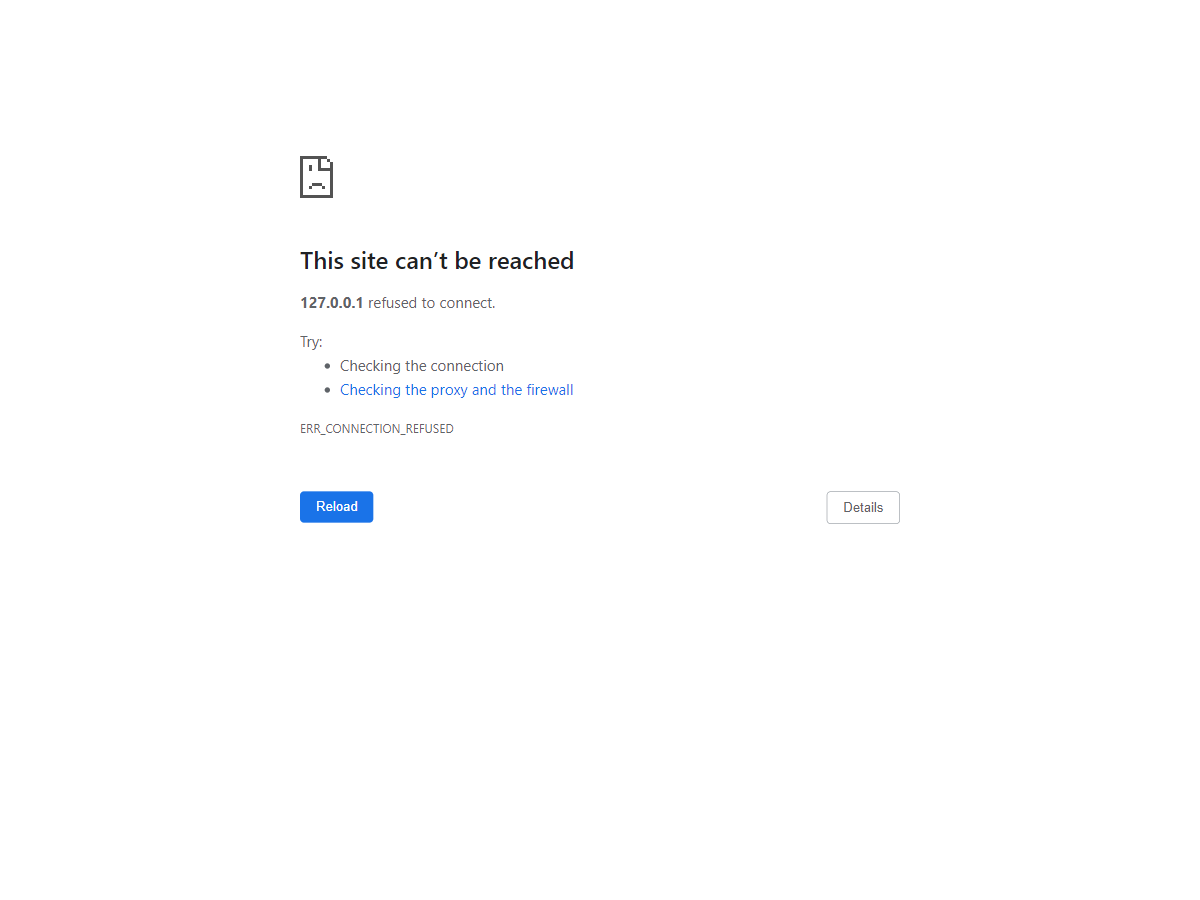 This site can’t be reached
127.0.0.1 refused to connect.
Try:
• Checking the connection
• Checking the proxy and the firewall
ERR_CONNECTION_REFUSED
Reload
Details